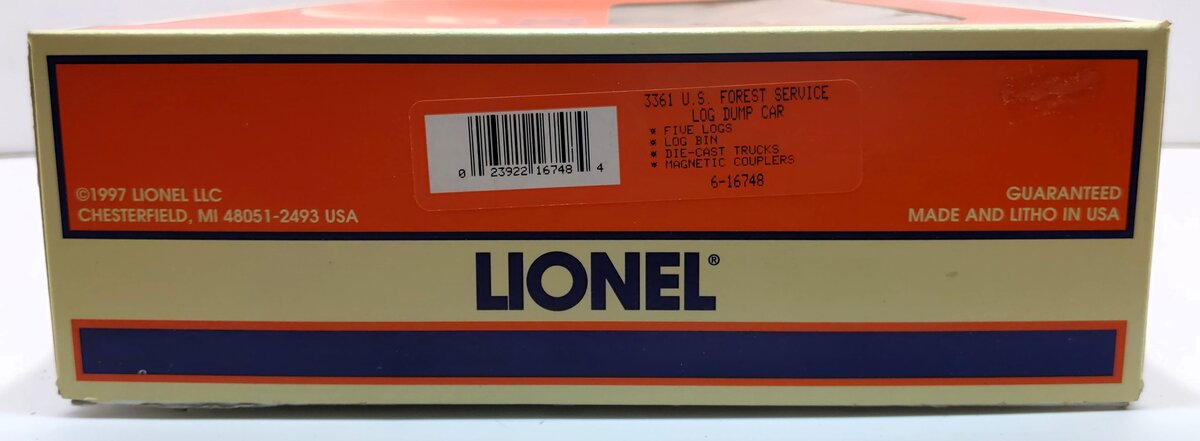 3361 U.S. FOREST SERVICE
LOG DUMP CAR
* FIVE LOGS
* LOG BIN
* DIE-CAST TRUCKS
* MAGNETIC COUPLERS
6-16748
0 23922 16748 4
©1997 LIONEL LLC
CHESTERFIELD, MI 48051-2493 USA
GUARANTEED
MADE AND LITHO IN USA
LIONEL®